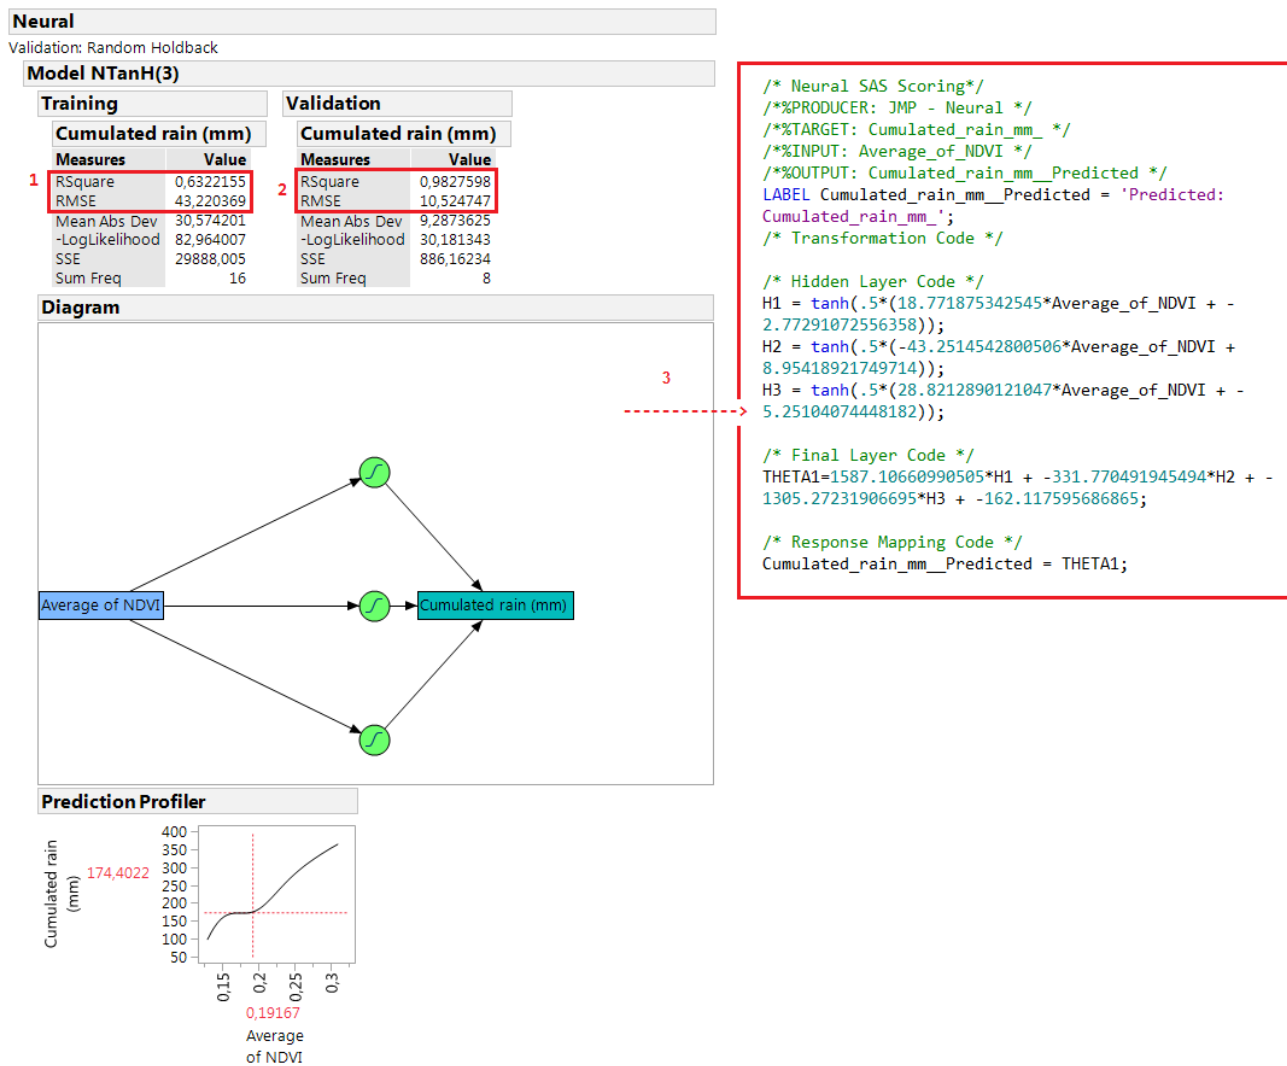 Neural
Validation: Random Holdback
Model NTanH(3)
Training
Cumulated rain (mm)
Measures Value
1
RSquare 0,6322155
RMSE 43,220369
Mean Abs Dev 30,574201
-LogLikelihood 82,964007
SSE 29888,005
Sum Freq 16
Validation
Cumulated rain (mm)
Measures Value
2
RSquare 0,9827598
RMSE 10,524747
Mean Abs Dev 9,2873625
-LogLikelihood 30,181343
SSE 886,16234
Sum Freq 8
Diagram
Average of NDVI
Cumulated rain (mm)
3
/* Neural SAS Scoring*/
/*%PRODUCER: JMP - Neural */
/*%TARGET: Cumulated_rain_mm_ */
/*%INPUT: Average_of_NDVI */
/*%OUTPUT: Cumulated_rain_mm__Predicted */
LABEL Cumulated_rain_mm__Predicted = 'Predicted:
Cumulated_rain_mm_';
/* Transformation Code */
/* Hidden Layer Code */
H1 = tanh(.5*(18.771875342545*Average_of_NDVI + -
2.77291072556358));
H2 = tanh(.5*(-43.2514542800506*Average_of_NDVI +
8.95418921749714));
H3 = tanh(.5*(28.8212890121047*Average_of_NDVI + -
5.25104074448182));
/* Final Layer Code */
THETA1=1587.10660990505*H1 + -331.770491945494*H2 + -
1305.27231906695*H3 + -162.117595686865;
/* Response Mapping Code */
Cumulated_rain_mm__Predicted = THETA1;
Prediction Profiler
Cumulated rain
(mm)
174,4022
400
350
300
250
200
150
100
50
0,15
0,2
0,25
0,3
0,19167
Average
of NDVI